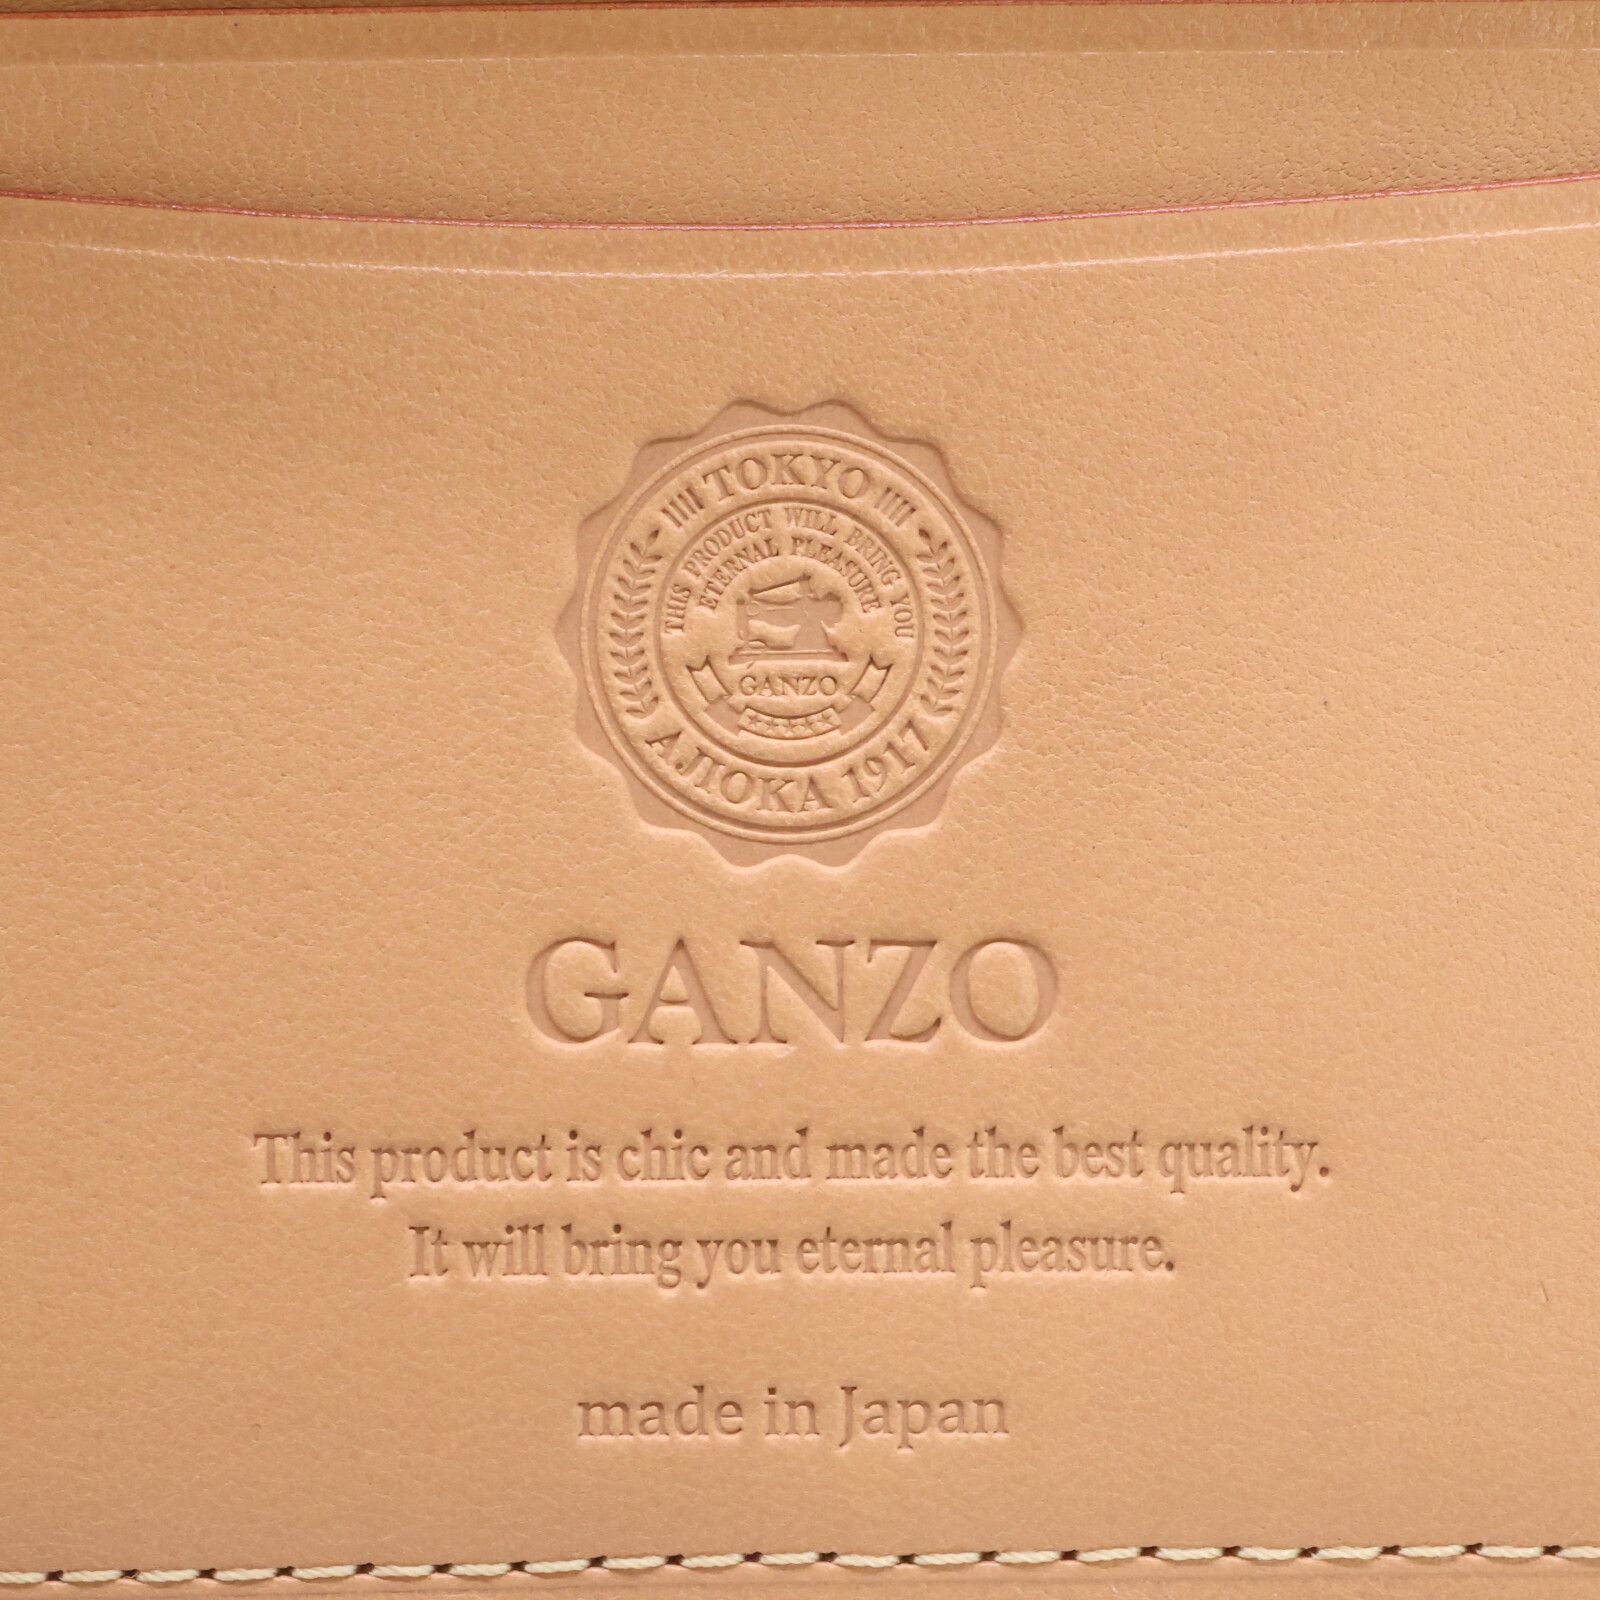 TOKYO
THIS PRODUCT WILL BRING YOU
ETERNAL PLEASURE
GANZO
AJIOKA 1917
GANZO
This product is chic and made the best quality.
It will bring you eternal pleasure.
made in Japan